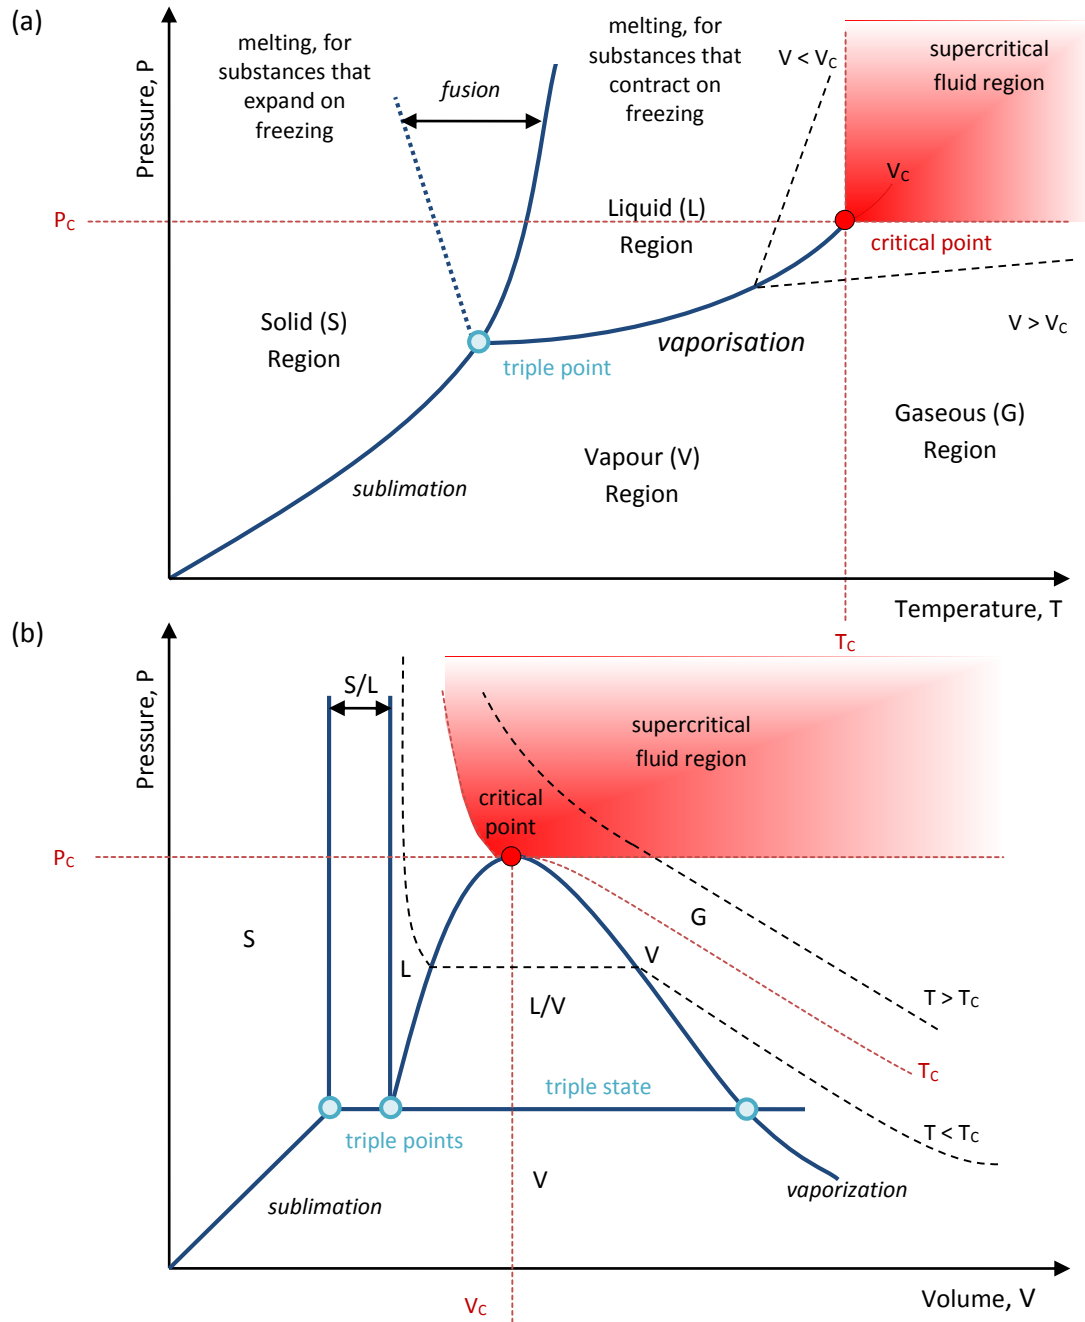 (a)
Pressure, P
melting, for
substances that
expand on
freezing
fusion
melting, for
substances that
contract on
freezing
V < VC
supercritical
fluid region
VC
PC
Liquid (L)
Region
critical point
Solid (S)
Region
triple point
vaporisation
V > VC
Gaseous (G)
Region
Vapour (V)
Region
sublimation
Temperature, T
TC
(b)
Pressure, P
S/L
supercritical
fluid region
critical
point
PC
S
G
L
V
L/V
T > TC
TC
triple state
T < TC
triple points
V
sublimation
vaporization
VC
Volume, V